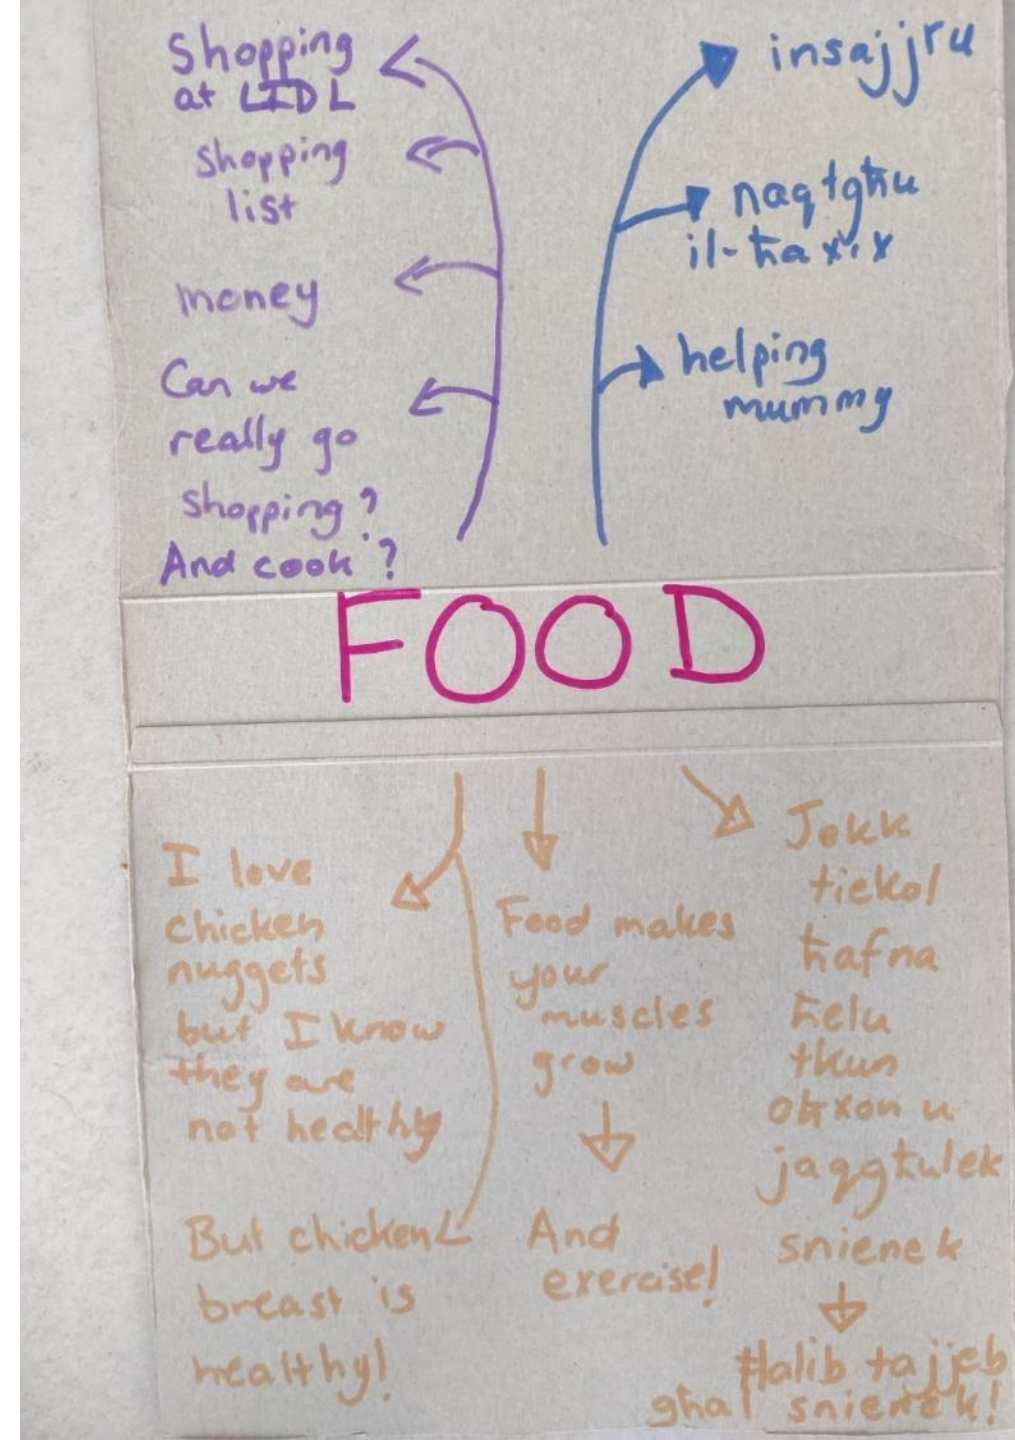 Shopping
at LIDL
shopping
list
money
Can we
really go
shopping?
And cook?
insajjru
naqtgħu
il-ħaxix
helping
mummy
FOOD
I love
chicken
nuggets
but I know
they are
not healthy
But chicken
breast is
healthy!
Food makes
your
muscles
grow
And
exercise!
Jekk
tiekol
ħafna
ħelu
tkun
oħxon u
jaqgħulek
snienek
Ħalib tajjeb
għal snienek!